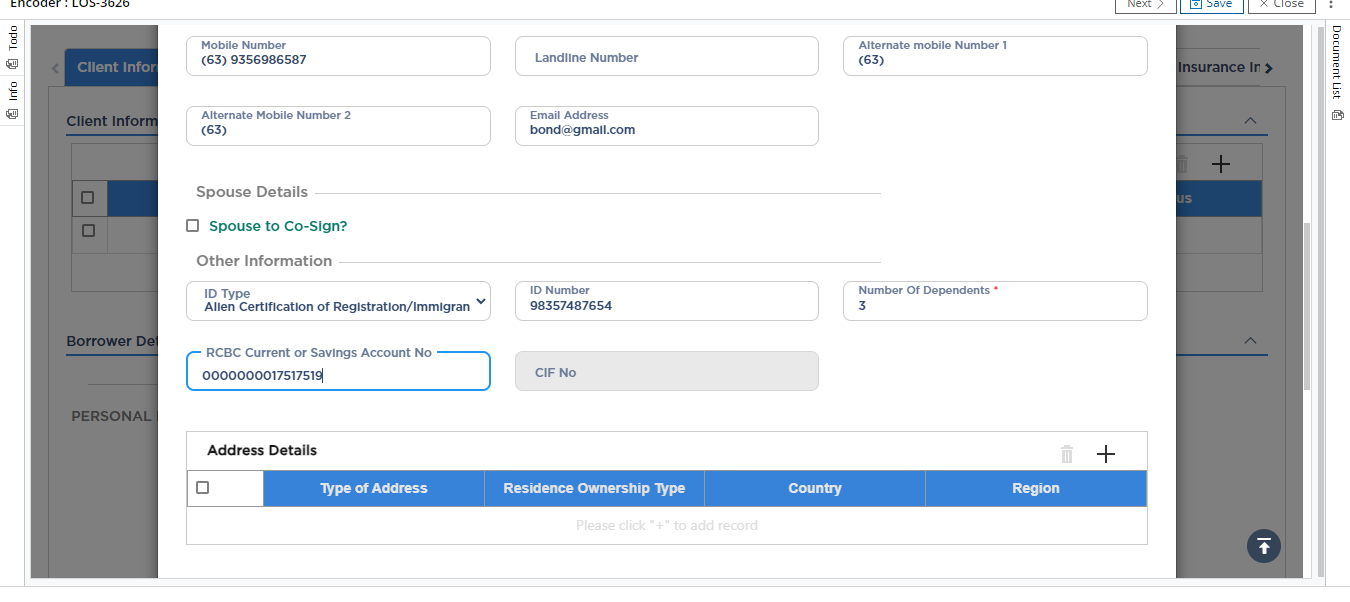 Encoder : LOS-3626
Next
Save
Close
Todo
Info
Document List
Client Infor
Insurance In
Mobile Number
(63) 9356986587
Landline Number
Alternate mobile Number 1
(63)
Client Inform
Alternate Mobile Number 2
(63)
Email Address
bond@gmail.com
us
Spouse Details
Spouse to Co-Sign?
Other Information
ID Type
Alien Certification of Registration/Immigran
ID Number
98357487654
Number Of Dependents *
3
Borrower Det
RCBC Current or Savings Account No
0000000017517519
CIF No
PERSONAL
Address Details
Type of Address
Residence Ownership Type
Country
Region
Please click "+" to add record